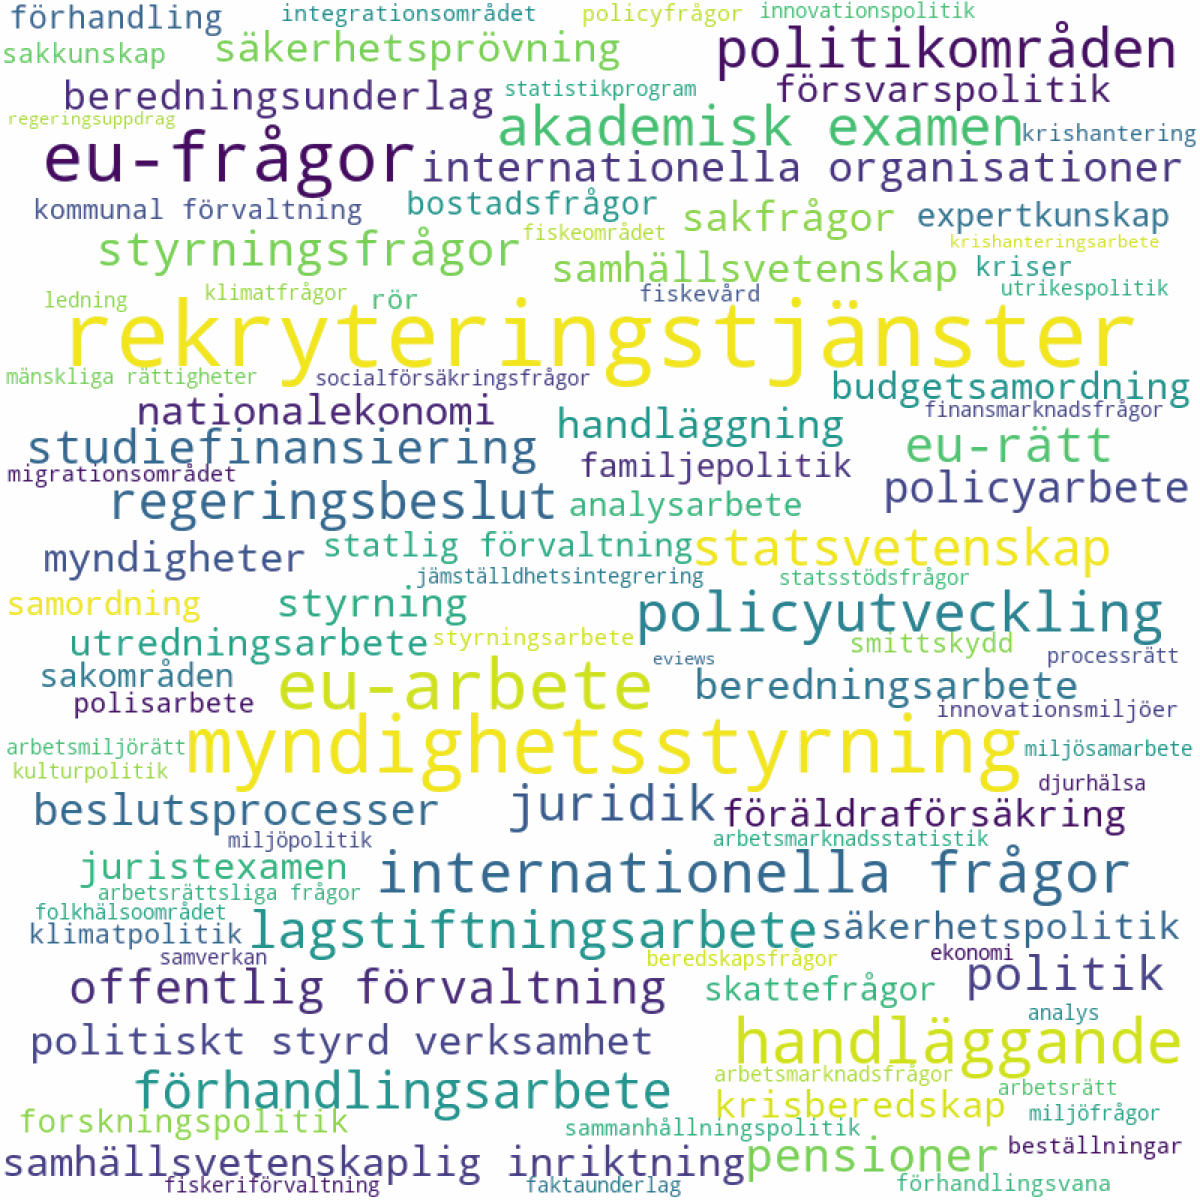 förhandling integrationsområdet policyfrågor innovationspolitik
sakkunskap säkerhetsprövning politikområden
beredningsunderlag statistikprogram försvarspolitik
regeringsuppdrag akademisk examen krishantering
eu-frågor internationella organisationer
kommunal förvaltning bostadsfrågor sakfrågor expertkunskap
styrningsfrågor fiskeområdet krishanteringsarbete
samhällsvetenskap kriser
ledning klimatfrågor rör fiskevård utrikespolitik
rekryteringstjänster
mänskliga rättigheter socialförsäkringsfrågor budgetsamordning
nationalekonomi handläggning finansmarknadsfrågor
studiefinansiering eu-rätt
migrationsområdet familjepolitik
regeringsbeslut analysarbete policyarbete
myndigheter statlig förvaltning statsvetenskap
jämställdhetsintegrering statsstödsfrågor
samordning styrning policyutveckling
utredningsarbete styrningsarbete smittskydd
sakområden eviews processrätt
polisarbete eu-arbete beredningsarbete
innovationsmiljöer
arbetsmiljörätt myndighetsstyrning miljösamarbete
kulturpolitik
djurhälsa
beslutsprocesser juridik föräldraförsäkring
miljöpolitik arbetsmarknadsstatistik
juristexamen internationella frågor
arbetsrättsliga frågor
folkhälsoområdet lagstiftningsarbete säkerhetspolitik
klimatpolitik
samverkan beredskapsfrågor ekonomi
offentlig förvaltning skattefrågor politik
analys
politiskt styrd verksamhet handläggande
förhandlingsarbete arbetsmarknadsfrågor arbetsrätt
krisberedskap miljöfrågor
forskningspolitik sammanhållningspolitik
samhällsvetenskaplig inriktning pensioner beställningar
fiskeriförvaltning faktaunderlag förhandlingsvana